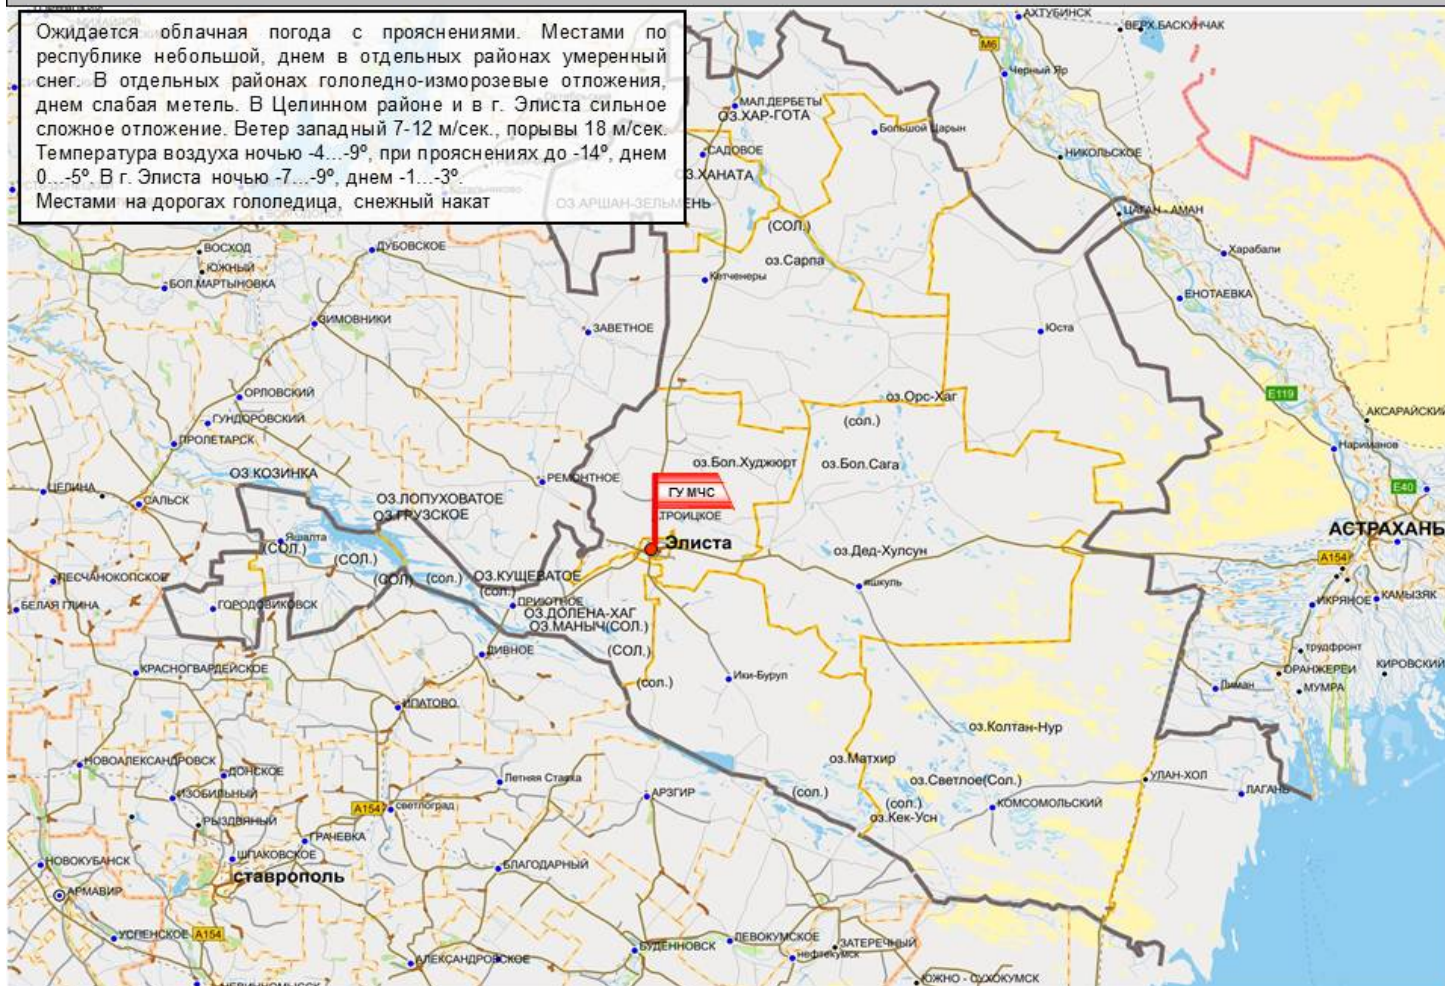 Ожидается облачная погода с прояснениями. Местами по
республике небольшой, днем в отдельных районах умеренный
снег. В отдельных районах гололедно-изморозевые отложения,
днем слабая метель. В Целинном районе и в г. Элиста сильное
сложное отложение. Ветер западный 7-12 м/сек., порывы 18 м/сек.
Температура воздуха ночью -4...-9º, при прояснениях до -14º, днем
0...-5º. В г. Элиста ночью -7...-9º, днем -1...-3º.
Местами на дорогах гололедица, снежный накат
АХТУБИНСК
ВЕРХ.БАСКУНЧАК
М6
Черный Яр
МАЛ.ДЕРБЕТЫ
ОЗ.ХАР-ГОТА
Большой Царын
САДОВОЕ
НИКОЛЬСКОЕ
ОЗ.ХАНАТА
ОЗ.АРШАН-ЗЕЛЬМЕНЬ
ЦАГАН - АМАН
(СОЛ.)
ВОСХОД
ДУБОВСКОЕ
Харабали
ЮЖНЫЙ
оз.Сарпа
БОЛ.МАРТЫНОВКА
Кетченеры
ЕНОТАЕВКА
ЗИМОВНИКИ
ЗАВЕТНОЕ
Юста
ОРЛОВСКИЙ
оз.Орс-Хаг
Е119
ГУНДОРОВСКИЙ
(сол.)
АКСАРАЙСКИЙ
ПРОЛЕТАРСК
Нариманов
ОЗ.КОЗИНКА
оз.Бол.Худжюрт
оз.Бол.Сага
РЕМОНТНОЕ
ЦЕЛИНА
САЛЬСК
ОЗ.ЛОПУХОВАТОЕ
ГУ МЧС
Е40
ОЗ.ГРУЗСКОЕ
.ТРОИЦКОЕ
АСТРАХАНЬ
Яшалта
(СОЛ.)
Элиста
(СОЛ.)
оз.Дед-Хулсун
А154
ПЕСЧАНОКОПСКОЕ
(СОЛ)
(сол.)
ОЗ.КУЩЕВАТОЕ
(сол.)
яшкуль
БЕЛАЯ ГЛИНА
ГОРОДОВИКОВСК
ПРИЮТНОЕ
ИКРЯНОЕ
КАМЫЗЯК
ОЗ.ДОЛЕНА-ХАГ
ОЗ.МАНЫЧ(СОЛ.)
ДИВНОЕ
(СОЛ.)
трудфронт
КРАСНОГВАРДЕЙСКОЕ
ОРАНЖЕРЕИ
КИРОВСКИЙ
(сол.)
Ики-Бурул
Лиман
МУМРА
ИПАТОВО
оз.Колтан-Нур
НОВОАЛЕКСАНДРОВСК
ДОНСКОЕ
Летняя Ставка
оз.Матхир
оз.Светлое(Сол.)
УЛАН-ХОЛ
ИЗОБИЛЬНЫЙ
АРЗГИР
(сол.)
ЛАГАНЬ
А154
светлоград
(сол.)
КОМСОМОЛЬСКИЙ
РЫЗДВЯНЫЙ
оз.Кек-Усн
ГРАЧЕВКА
ШПАКОВСКОЕ
НОВОКУБАНСК
БЛАГОДАРНЫЙ
ставрополь
АРМАВИР
УСПЕНСКОЕ
А154
БУДЕННОВСК
ЛЕВОКУМСКОЕ
ЗАТЕРЕЧНЫЙ
нефтекумск
АЛЕКСАНДРОВСКОЕ
ЮЖНО - СУХОКУМСК